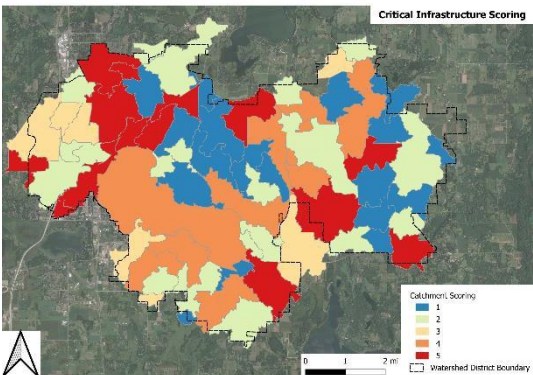 Critical Infrastructure Scoring
Catchment Scoring
1
2
3
4
5
Watershed District Boundary
0 1 2 mi